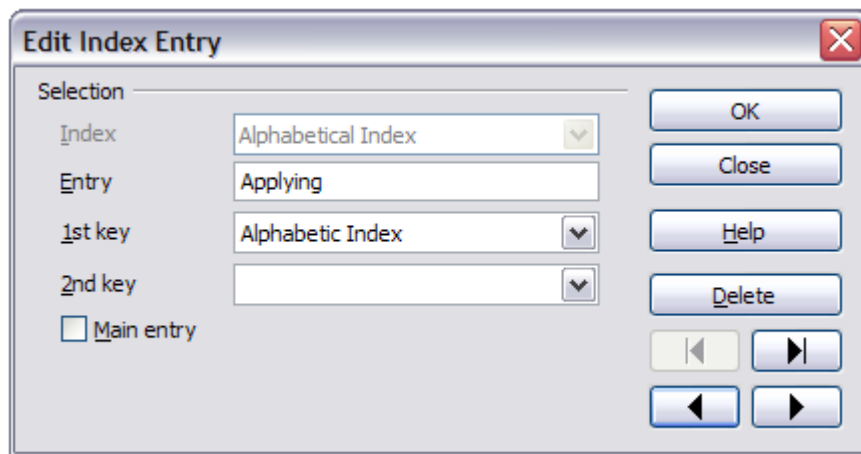 Edit Index Entry
Selection
OK
Index Alphabetical Index
Close
Entry Applying
1st key Alphabetic Index
Help
2nd key
Delete
Main entry